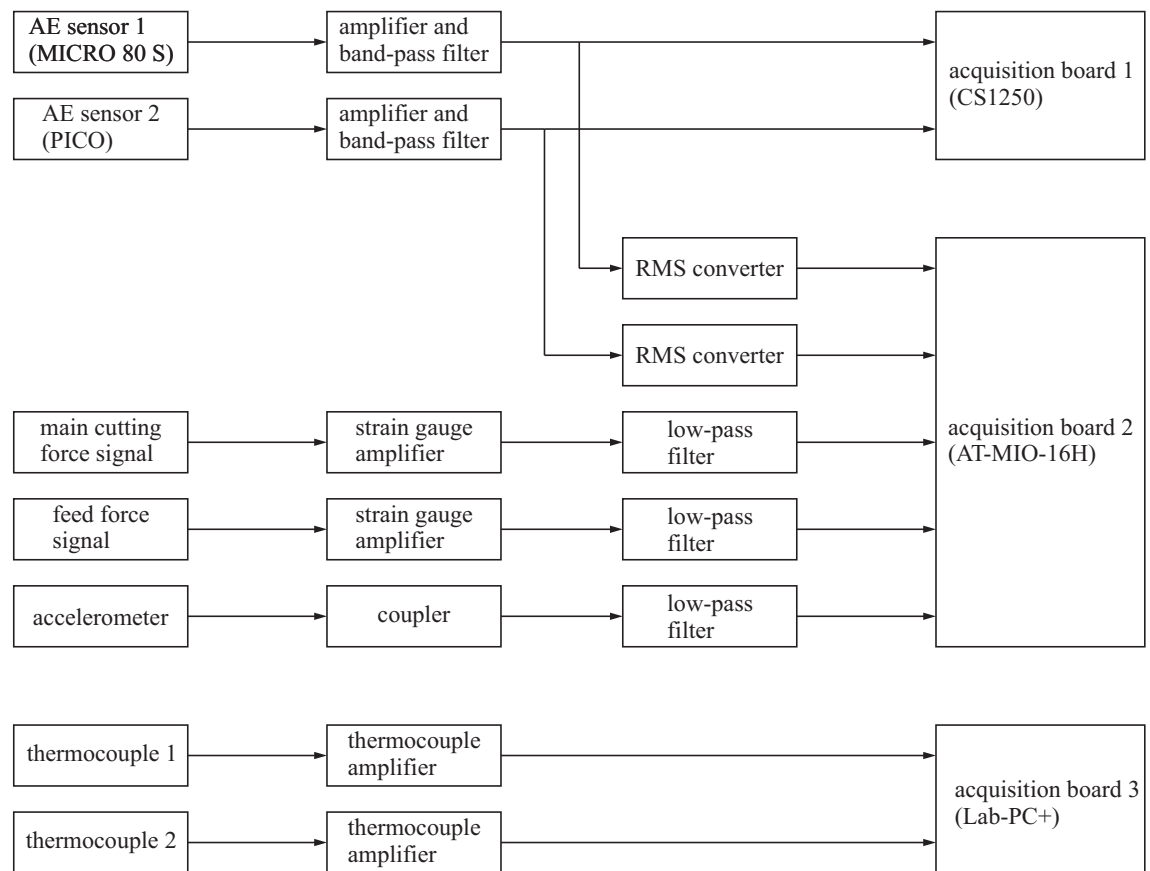 AE sensor 1
(MICRO 80 S)
amplifier and
band-pass filter
acquisition board 1
(CS1250)
AE sensor 2
(PICO)
amplifier and
band-pass filter
RMS converter
RMS converter
acquisition board 2
(AT-MIO-16H)
main cutting
force signal
strain gauge
amplifier
low-pass
filter
feed force
signal
strain gauge
amplifier
low-pass
filter
accelerometer
coupler
low-pass
filter
thermocouple 1
thermocouple
amplifier
acquisition board 3
(Lab-PC+)
thermocouple 2
thermocouple
amplifier